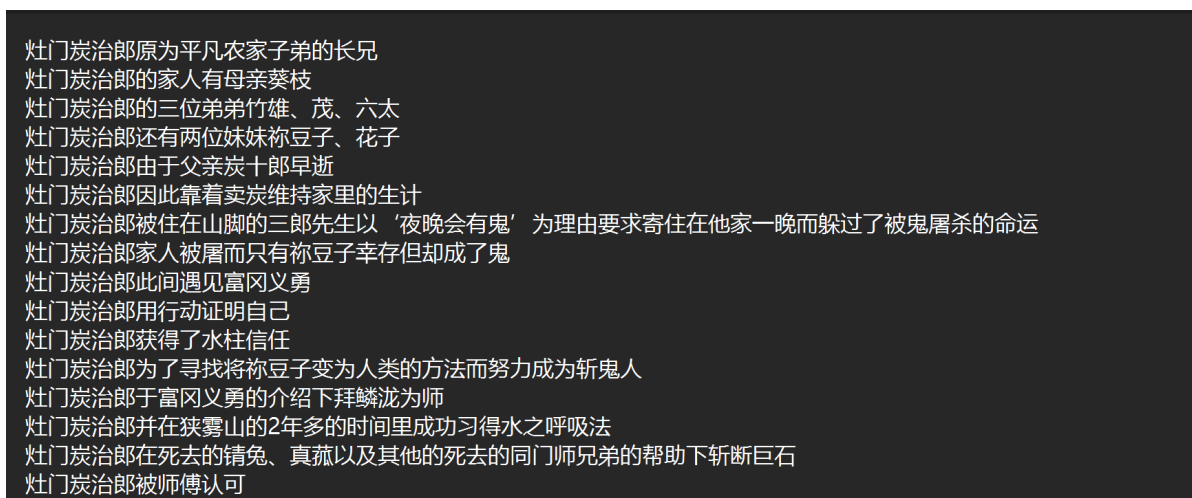 灶门炭治郎原为平凡农家子弟的长兄
灶门炭治郎的家人有母亲葵枝
灶门炭治郎的三位弟弟竹雄、茂、六太
灶门炭治郎还有两位妹妹祢豆子、花子
灶门炭治郎由于父亲炭十郎早逝
灶门炭治郎因此靠着卖炭维持家里的生计
灶门炭治郎被住在山脚的三郎先生以‘夜晚会有鬼’为理由要求寄住在他家一晚而躲过了被鬼屠杀的命运
灶门炭治郎家人被屠而只有祢豆子幸存但却成了鬼
灶门炭治郎此间遇见富冈义勇
灶门炭治郎用行动证明自己
灶门炭治郎获得了水柱信任
灶门炭治郎为了寻找将祢豆子变为人类的方法而努力成为斩鬼人
灶门炭治郎于富冈义勇的介绍下拜鳞泷为师
灶门炭治郎并在狭雾山的2年多的时间里成功习得水之呼吸法
灶门炭治郎在死去的锖兔、真菰以及其他的死去的同门师兄弟的帮助下斩断巨石
灶门炭治郎被师傅认可